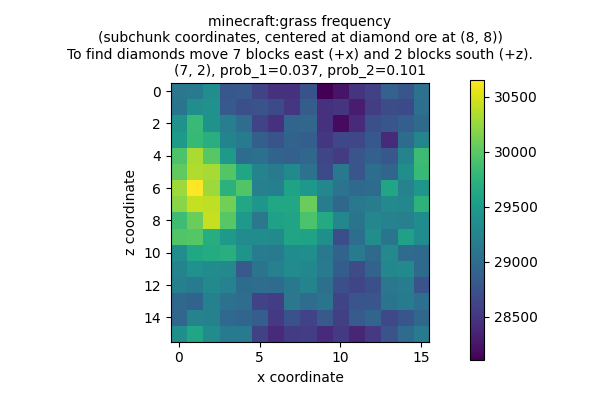 minecraft:grass frequency
(subchunk coordinates, centered at diamond ore at (8, 8))
To find diamonds move 7 blocks east (+x) and 2 blocks south (+z).
(7, 2), prob_1=0.037, prob_2=0.101
z coordinate
0
2
4
6
8
10
12
14
0
5
10
15
x coordinate
30500
30000
29500
29000
28500